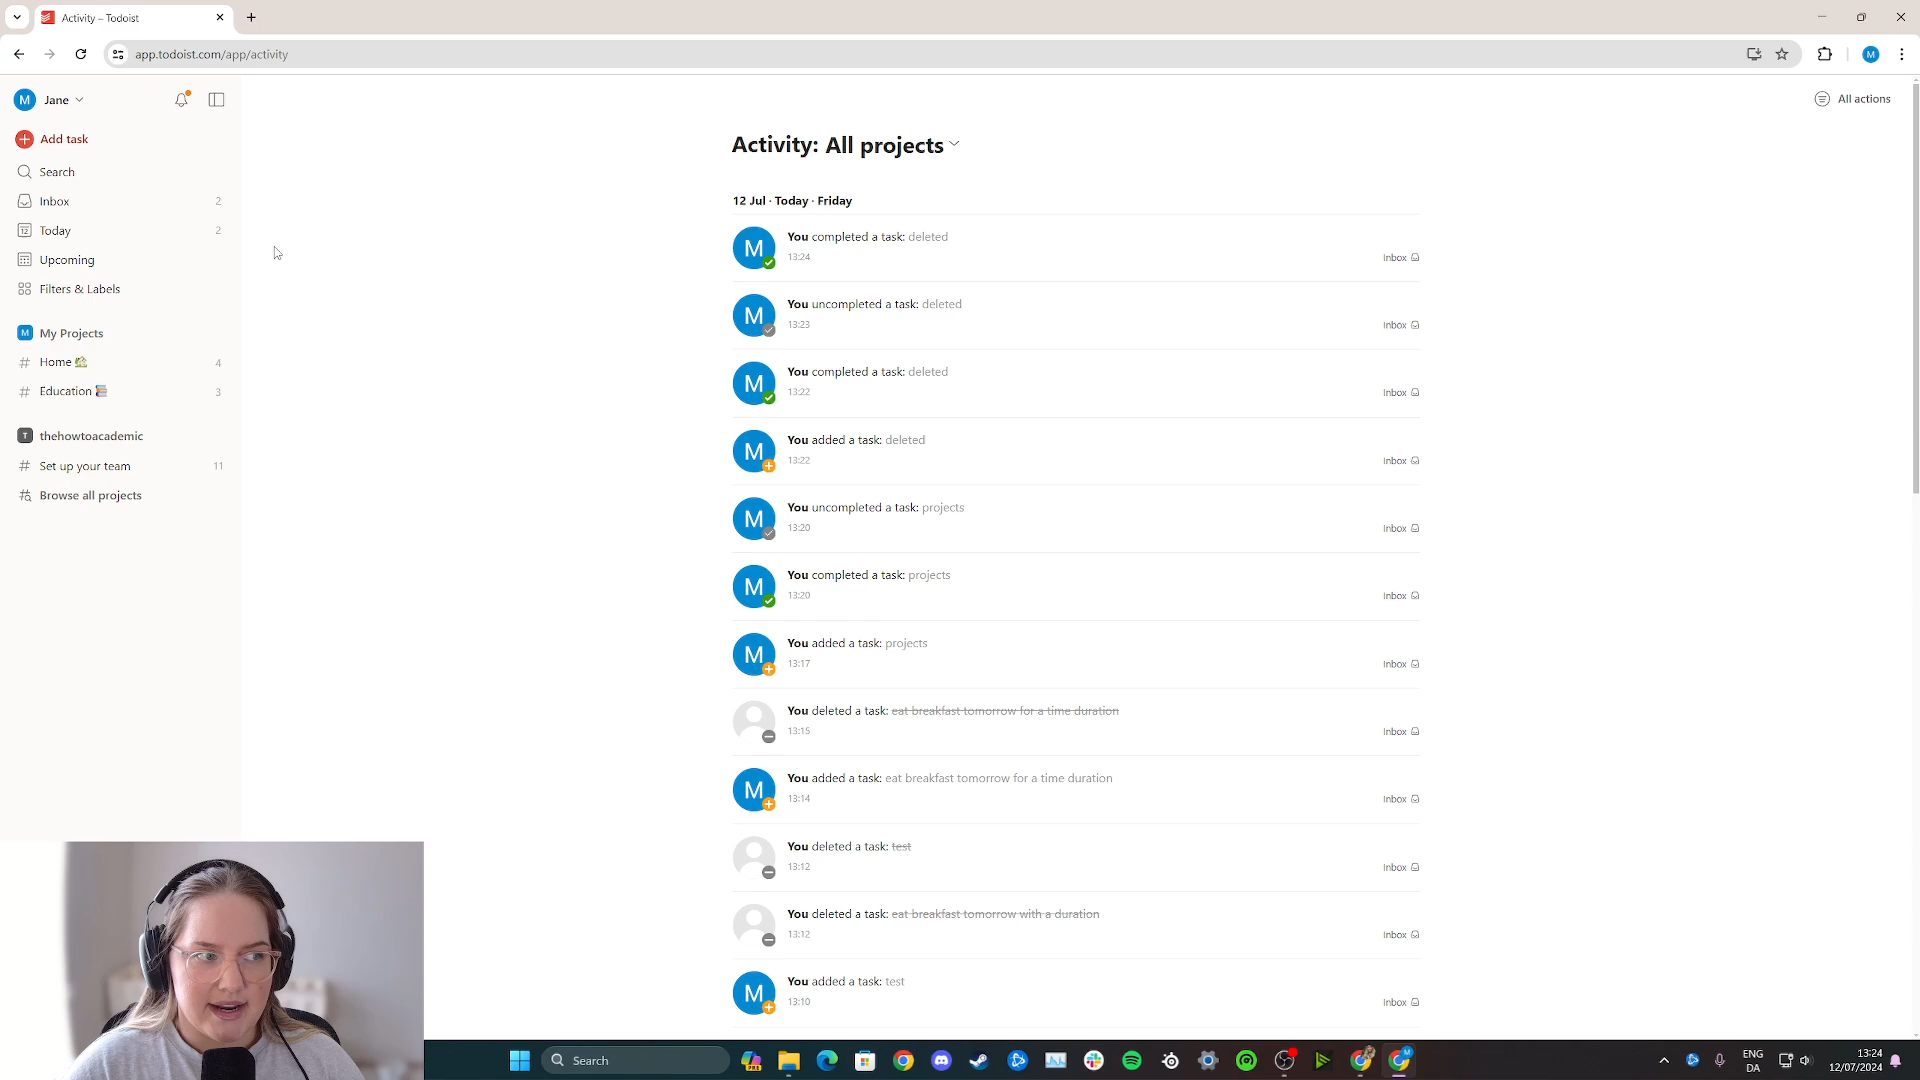 Activity – Todoist
app.todoist.com/app/activity
M
M
Jane
All actions
Add task
Search
Inbox 2
12 Today 2
Upcoming
Filters & Labels
M My Projects
# Home 4
# Education 3
T thehowtoacademic
# Set up your team 11
Browse all projects
Activity: All projects
12 Jul · Today · Friday
M You completed a task: deleted
13:24 Inbox
M You uncompleted a task: deleted
13:23 Inbox
M You completed a task: deleted
13:22 Inbox
M You added a task: deleted
13:22 Inbox
M You uncompleted a task: projects
13:20 Inbox
M You completed a task: projects
13:20 Inbox
M You added a task: projects
13:17 Inbox
You deleted a task: eat breakfast tomorrow for a time duration
13:15 Inbox
M You added a task: eat breakfast tomorrow for a time duration
13:14 Inbox
You deleted a task: test
13:12 Inbox
You deleted a task: eat breakfast tomorrow with a duration
13:12 Inbox
M You added a task: test
13:10 Inbox
Search
PRE
M
ENG
DA
13:24
12/07/2024